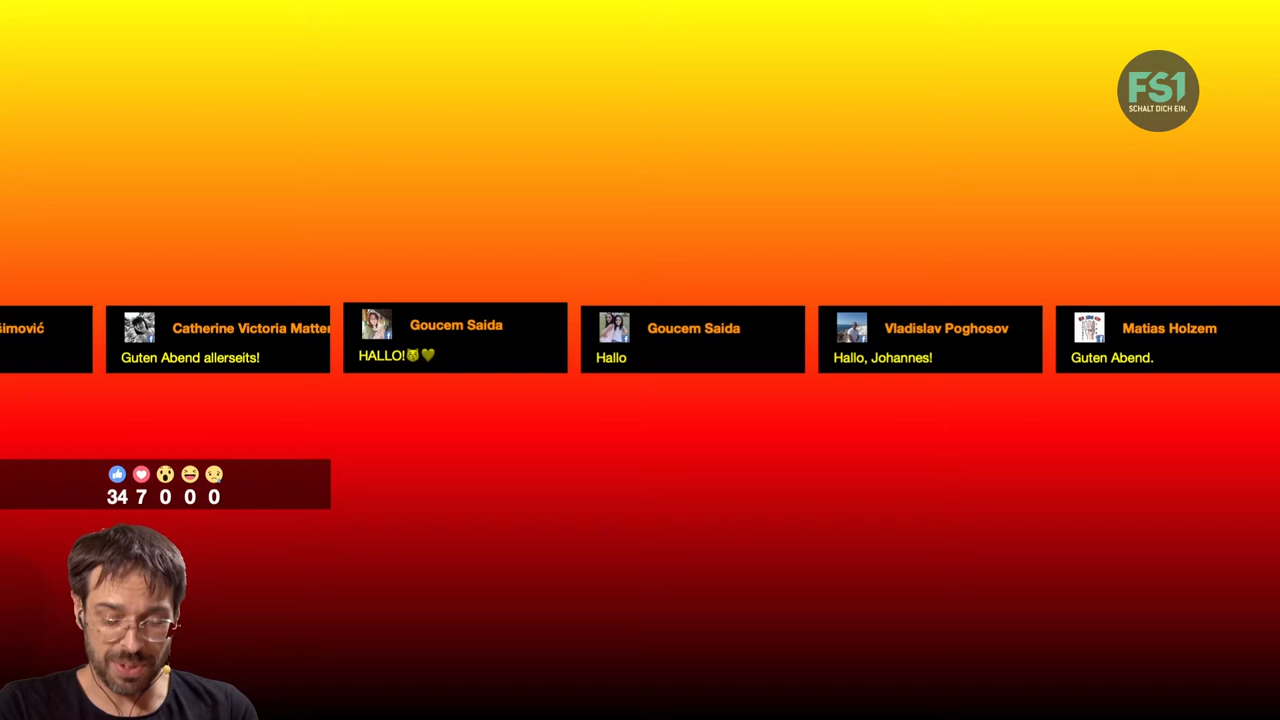 FS1
SCHALT DICH EIN.
šimović
Catherine Victoria Matter
Guten Abend allerseits!
Goucem Saida
HALLO!😽💛
Goucem Saida
Hallo
Vladislav Poghosov
Hallo, Johannes!
Matias Holzem
Guten Abend.
34 7 0 0 0